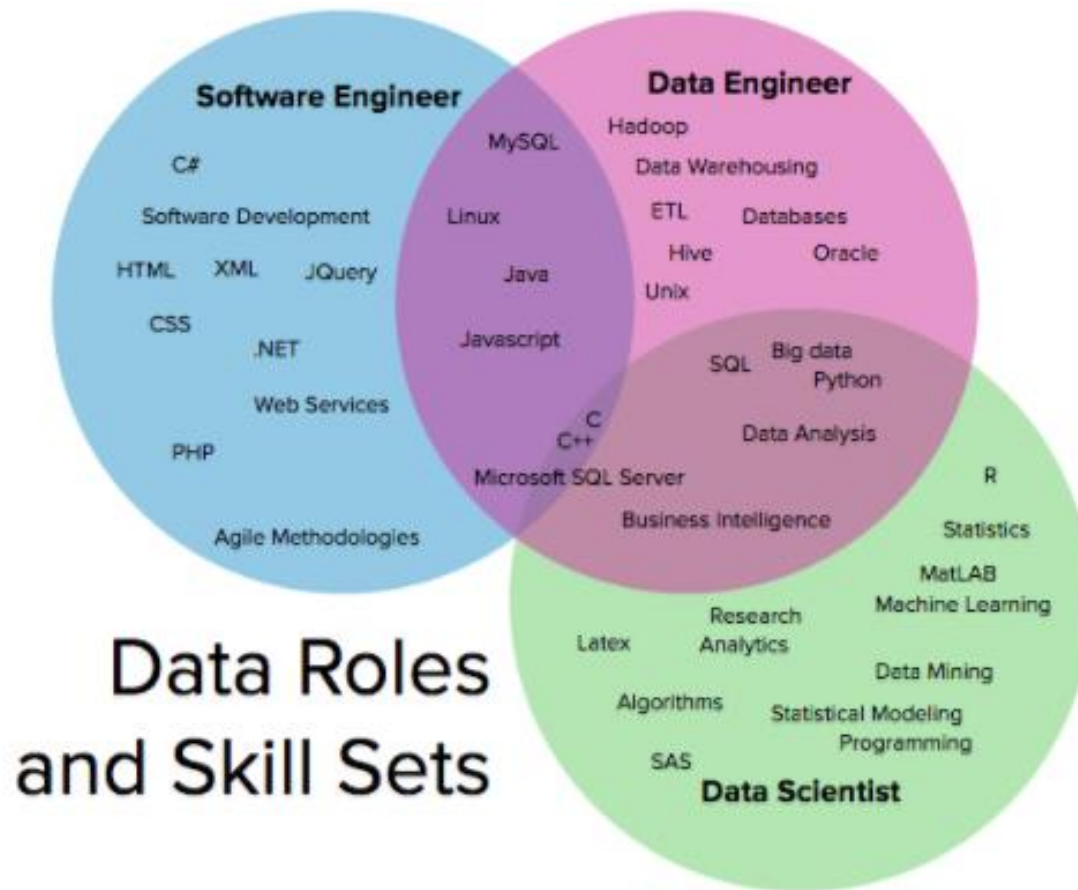 Software Engineer
C#
Software Development
HTML XML JQuery
CSS
.NET
Web Services
PHP
Agile Methodologies
MySQL
Linux
Java
Javascript
C
C++
Microsoft SQL Server
Data Engineer
Hadoop
Data Warehousing
ETL Databases
Hive Oracle
Unix
SQL Big data
Python
Data Analysis
Business Intelligence
R
Statistics
MatLAB
Machine Learning
Research
Latex Analytics
Data Mining
Algorithms
Statistical Modeling
Programming
SAS
Data Scientist
Data Roles
and Skill Sets